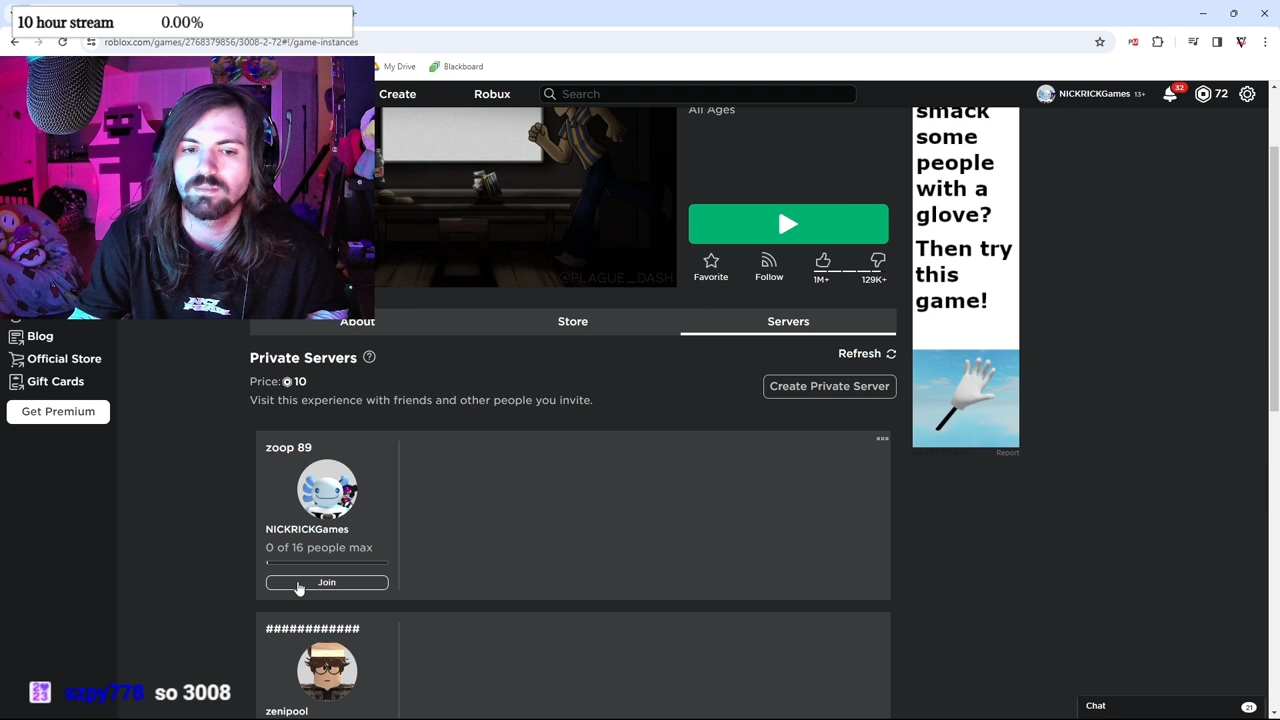 10 hour stream 0.00%
roblox.com/games/2768379856/3008-2-72#!/game-instances
My Drive
Blackboard
Create
Robux
Search
NICKRICKGames 13+
32
72
All Ages
smack
some
people
with a
glove?
Then try
this
game!
@PLAGUE_DASH
Favorite
Follow
1M+
129K+
About
Store
Servers
Blog
Official Store
Gift Cards
Get Premium
Private Servers
Refresh
Price: 10
Create Private Server
Visit this experience with friends and other people you invite.
Report
zoop 89
NICKRICKGames
0 of 16 people max
Join
############
zenipool
szpy778 so 3008
Chat
21